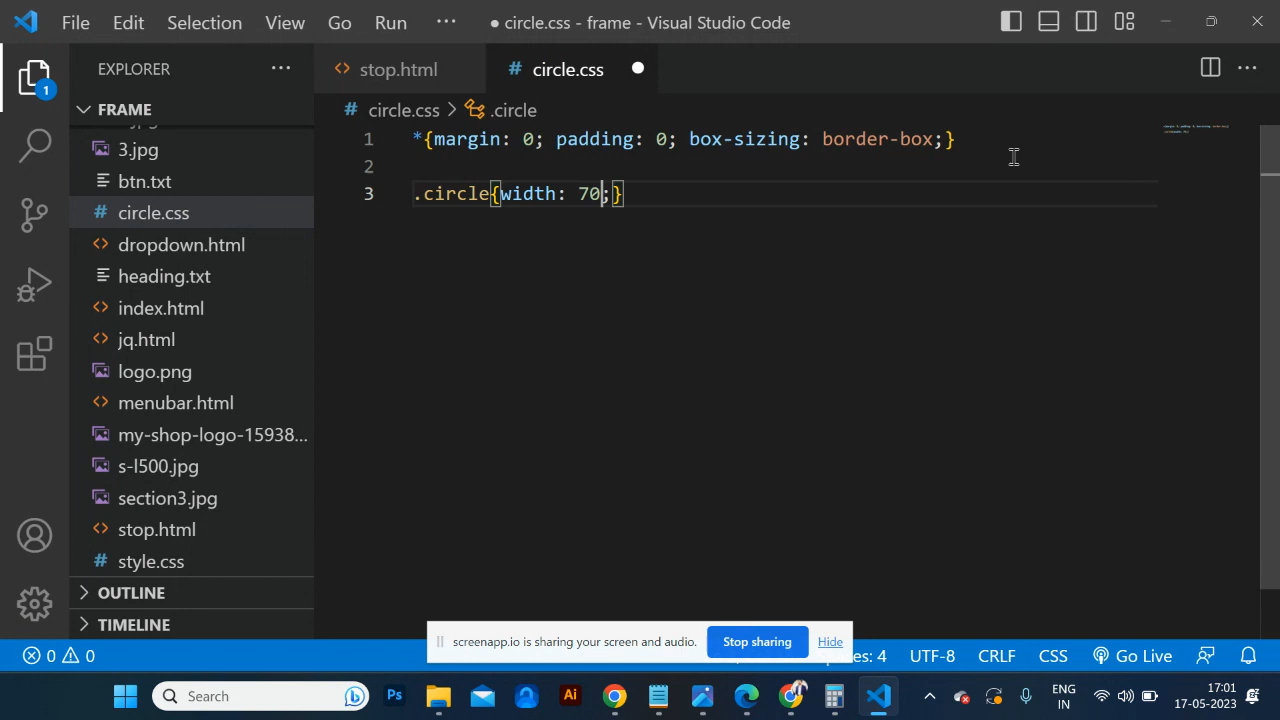 File Edit Selection View Go Run ··· ● circle.css - frame - Visual Studio Code
EXPLORER ···
stop.html
# circle.css ●
1
FRAME
# circle.css > .circle
3.jpg
btn.txt
# circle.css
dropdown.html
heading.txt
index.html
jq.html
logo.png
menubar.html
my-shop-logo-15938...
s-l500.jpg
section3.jpg
stop.html
# style.css
OUTLINE
TIMELINE
1 *{margin: 0; padding: 0; box-sizing: border-box;}
2
3 .circle{width: 70;}
screenapp.io is sharing your screen and audio. Stop sharing Hide
0 0 : 4 UTF-8 CRLF CSS Go Live
Search Ps Ai ENG IN 17:01 17-05-2023